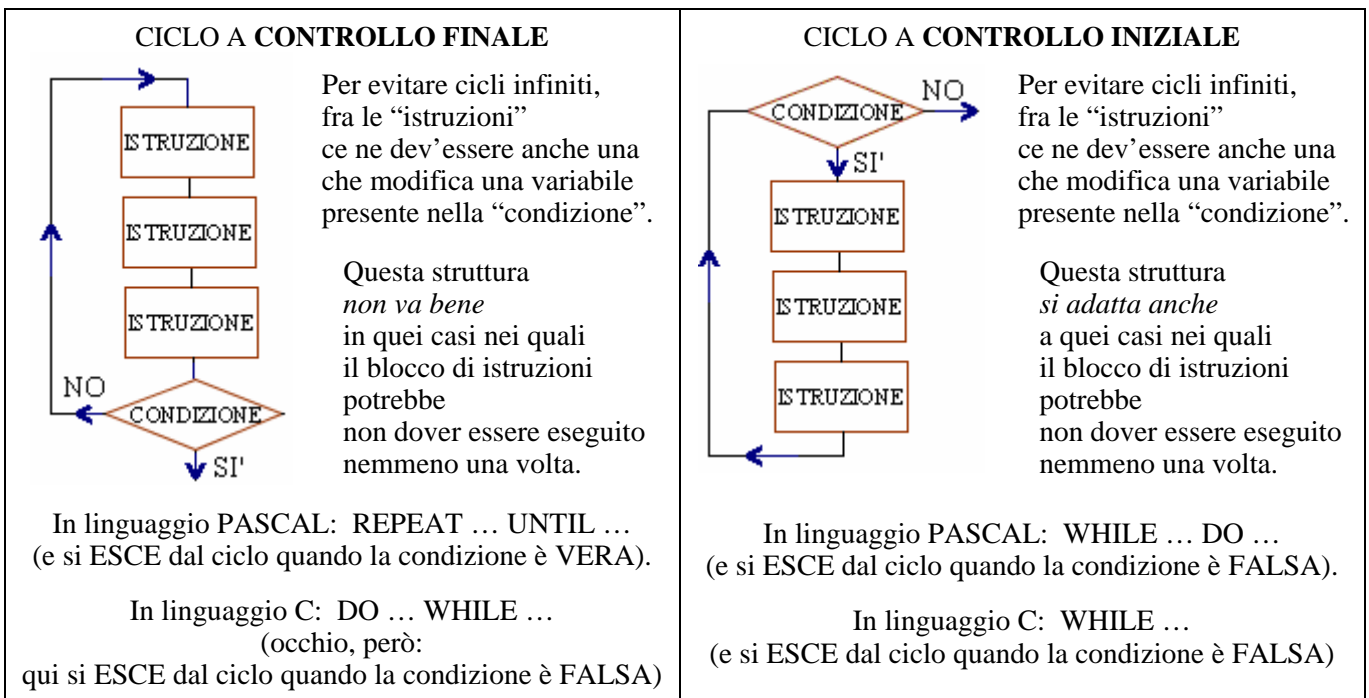 CICLO A CONTROLLO FINALE
ISTRUZIONE
ISTRUZIONE
ISTRUZIONE
NO
CONDIZIONE
SI'
Per evitare cicli infiniti,
fra le “istruzioni”
ce ne dev’essere anche una
che modifica una variabile
presente nella “condizione”.
Questa struttura
non va bene
in quei casi nei quali
il blocco di istruzioni
potrebbe
non dover essere eseguito
nemmeno una volta.
In linguaggio PASCAL: REPEAT … UNTIL …
(e si ESCE dal ciclo quando la condizione è VERA).
In linguaggio C: DO … WHILE …
(occhio, però:
qui si ESCE dal ciclo quando la condizione è FALSA)
CICLO A CONTROLLO INIZIALE
CONDIZIONE
NO
SI'
ISTRUZIONE
ISTRUZIONE
ISTRUZIONE
Per evitare cicli infiniti,
fra le “istruzioni”
ce ne dev’essere anche una
che modifica una variabile
presente nella “condizione”.
Questa struttura
si adatta anche
a quei casi nei quali
il blocco di istruzioni
potrebbe
non dover essere eseguito
nemmeno una volta.
In linguaggio PASCAL: WHILE … DO …
(e si ESCE dal ciclo quando la condizione è FALSA).
In linguaggio C: WHILE …
(e si ESCE dal ciclo quando la condizione è FALSA)